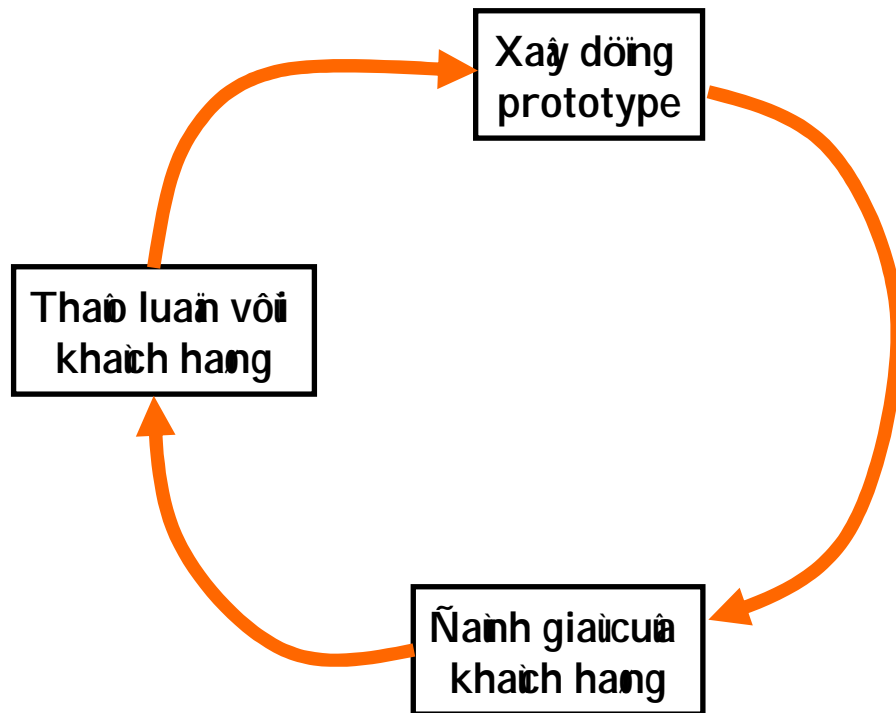 Xaây döïng
prototype
Thaûo luaän vôùi
khaùch haøng
Ñaùnh giaù cuûa
khaùch haøng